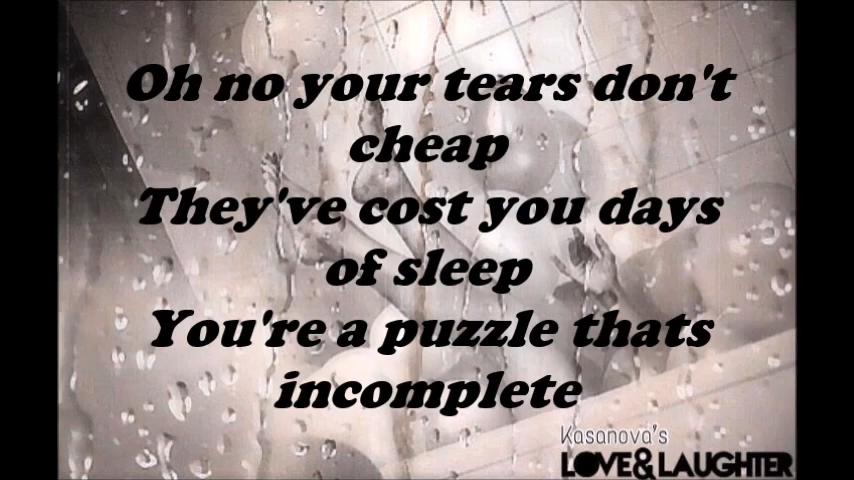 Oh no your tears don't
cheap
They've cost you days
of sleep
You're a puzzle thats
incomplete
Kasanova's
LOVE&LAUGHTER